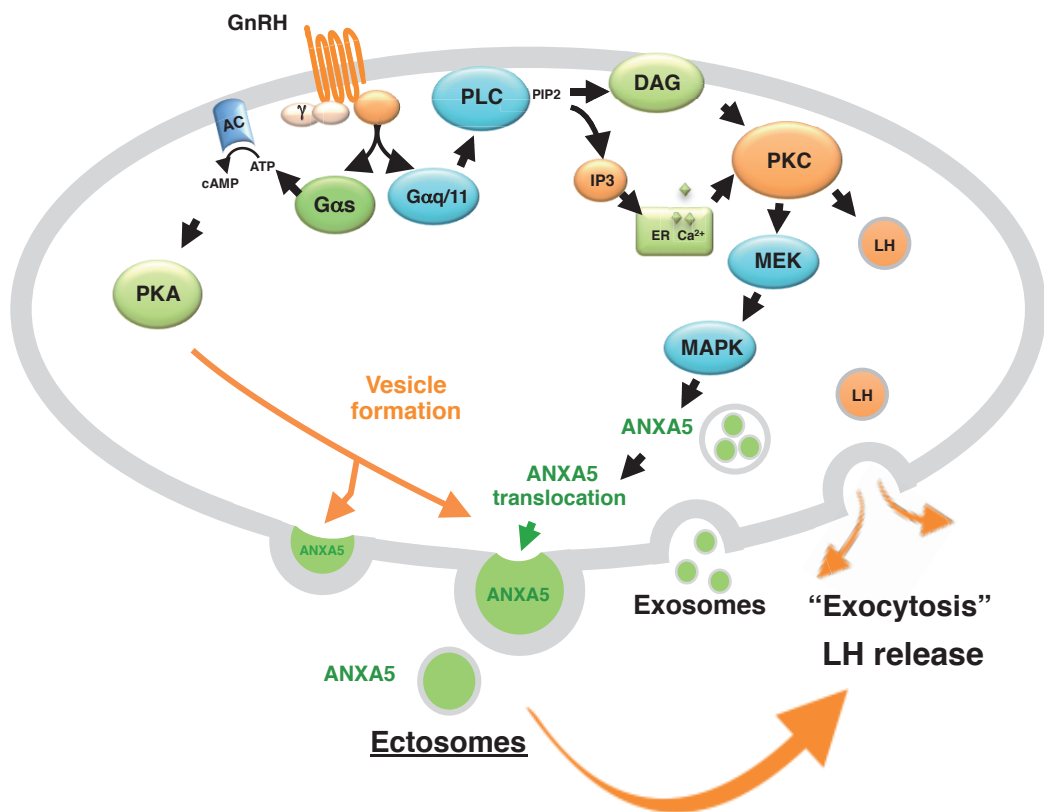 GnRH
AC
γ
ATP
cAMP
Gαs
Gαq/11
PLC
PIP2
DAG
IP3
ER Ca²⁺
PKC
LH
MEK
PKA
MAPK
LH
Vesicle
formation
ANXA5
ANXA5
translocation
ANXA5
ANXA5
Exosomes
"Exocytosis"
LH release
ANXA5
Ectosomes